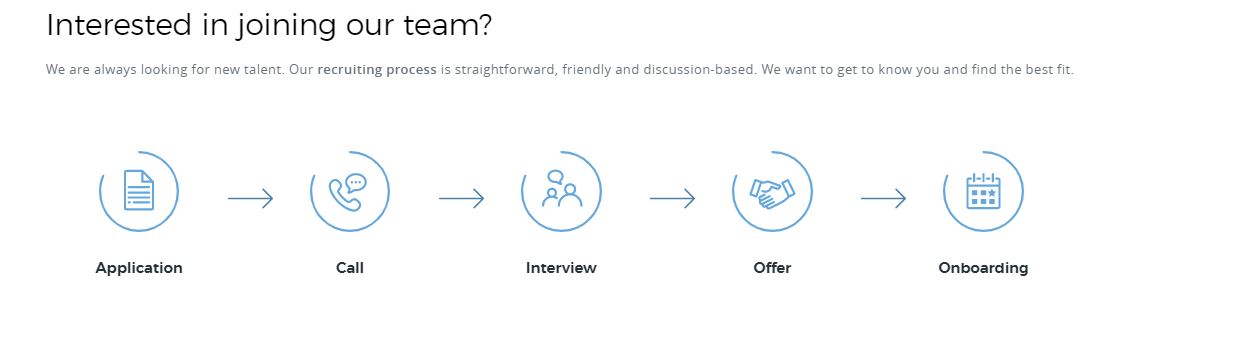 Interested in joining our team?
We are always looking for new talent. Our recruiting process is straightforward, friendly and discussion-based. We want to get to know you and find the best fit.
Application
Call
Interview
Offer
Onboarding